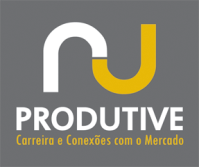 PRODUTIVE
Carreira e Conexões com o Mercado